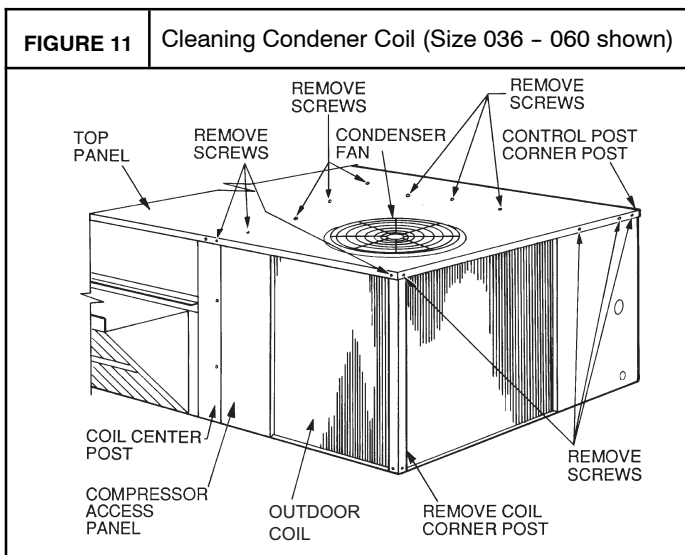 FIGURE 11
Cleaning Condener Coil (Size 036 – 060 shown)
REMOVE
SCREWS
REMOVE
SCREWS
TOP
PANEL
REMOVE
SCREWS
CONDENSER
FAN
CONTROL POST
CORNER POST
COIL CENTER
POST
COMPRESSOR
ACCESS
PANEL
OUTDOOR
COIL
REMOVE COIL
CORNER POST
REMOVE
SCREWS